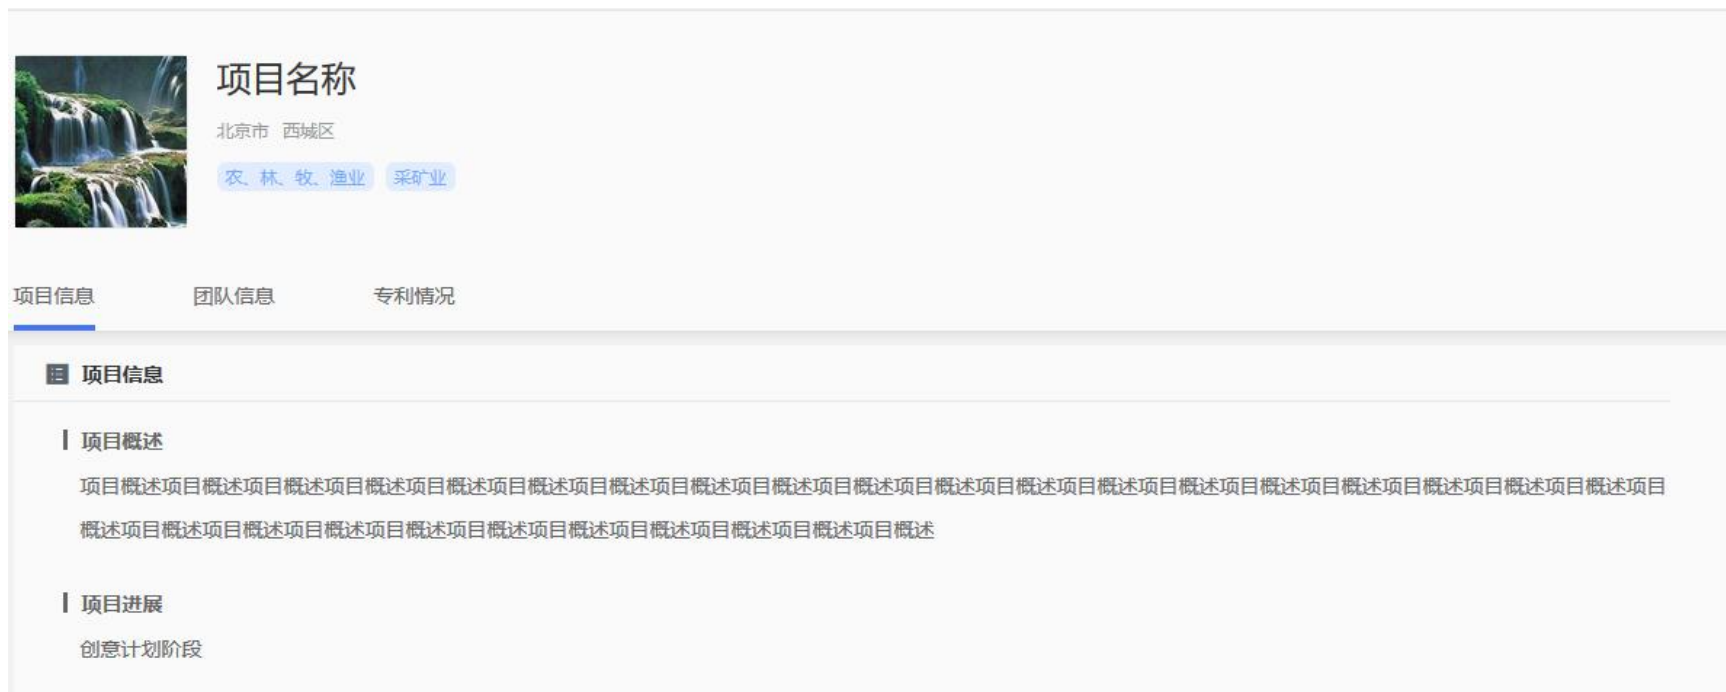 项目名称
北京市 西城区
农、林、牧、渔业 采矿业
项目信息 团队信息 专利情况
项目信息
项目概述
项目概述项目概述项目概述项目概述项目概述项目概述项目概述项目概述项目概述项目概述项目概述项目概述项目概述项目概述项目概述项目概述项目概述项目概述项目概述项目
概述项目概述项目概述项目概述项目概述项目概述项目概述项目概述项目概述项目概述项目概述
项目进展
创意计划阶段